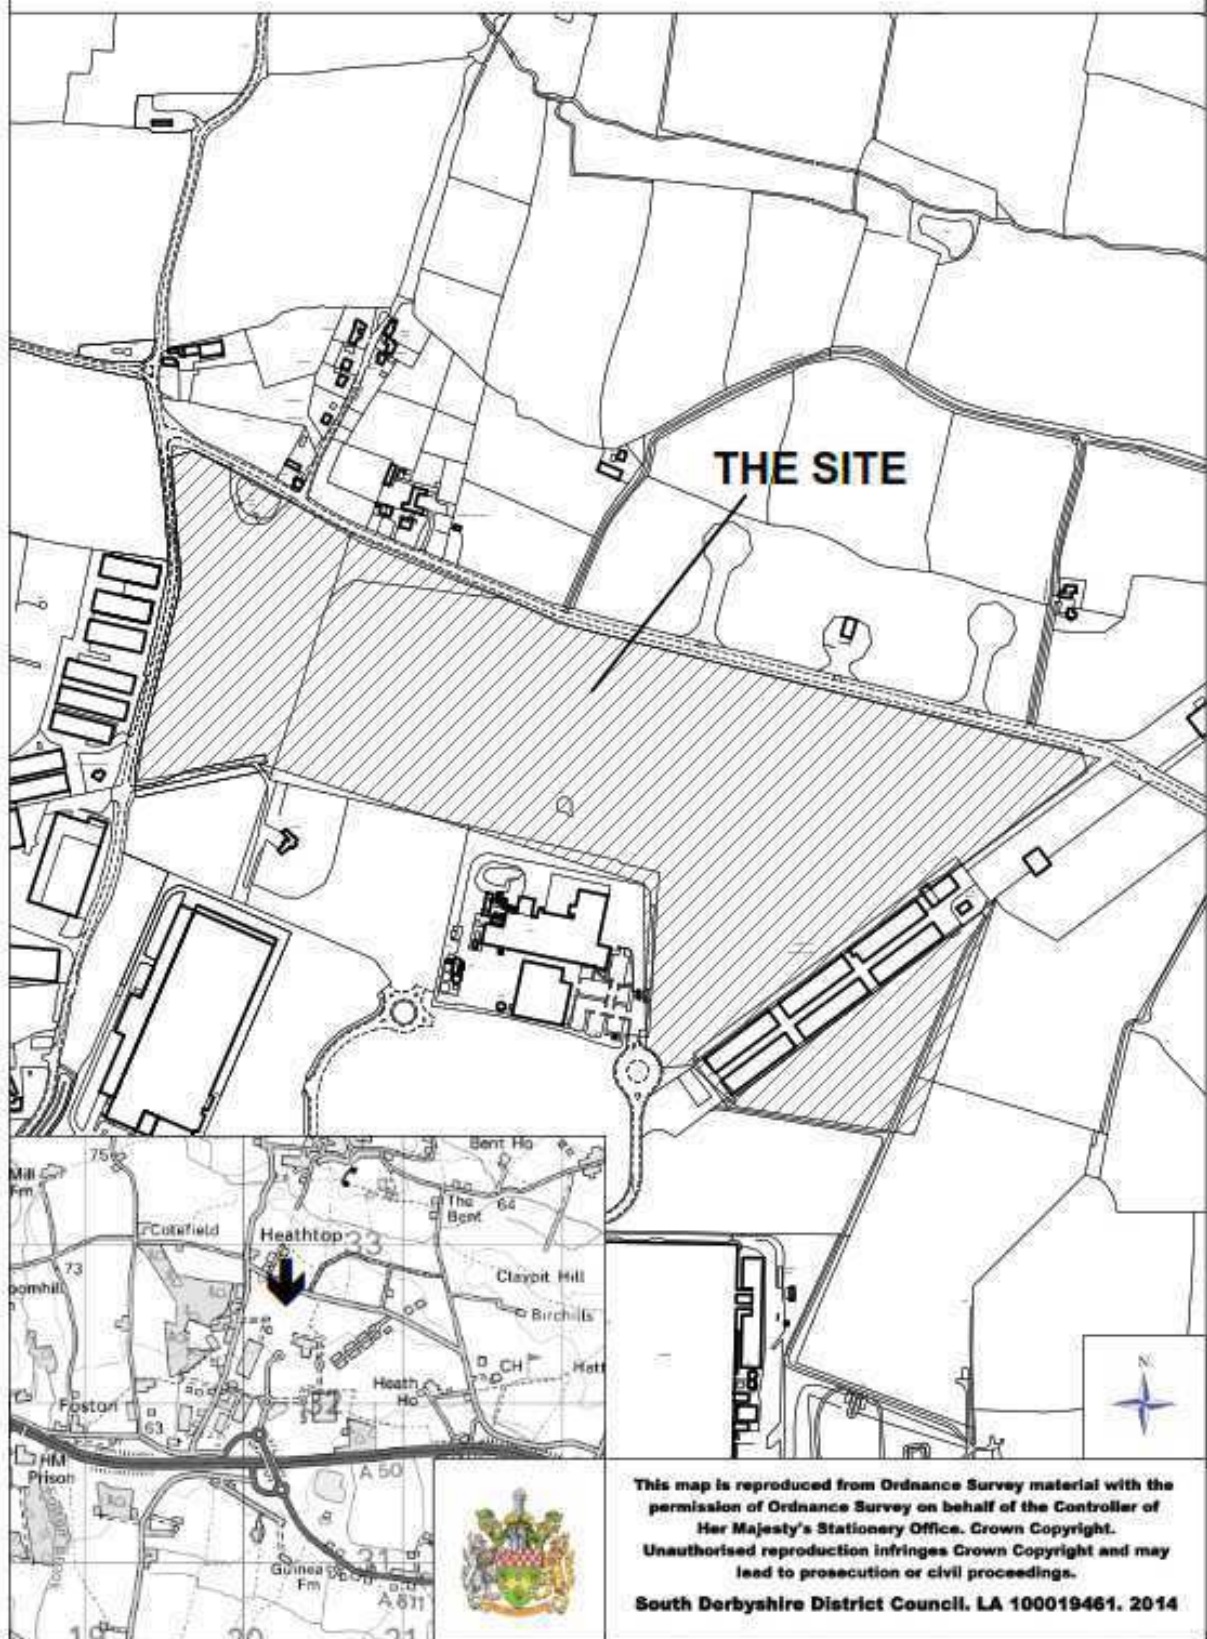 THE SITE
Bent Ho
75
Mill
Fm
The
Bent
64
Cotefield
Heathtop
33
73
Claypit Hill
Birchills
CH
Heath
Ho
Hatt
32
Foston
63
HM
Prison
A 50
31
Guinea
Fm
A 511
19
20
21
N
This map is reproduced from Ordnance Survey material with the
permission of Ordnance Survey on behalf of the Controller of
Her Majesty's Stationery Office. Crown Copyright.
Unauthorised reproduction infringes Crown Copyright and may
lead to prosecution or civil proceedings.
South Derbyshire District Council. LA 100019461. 2014